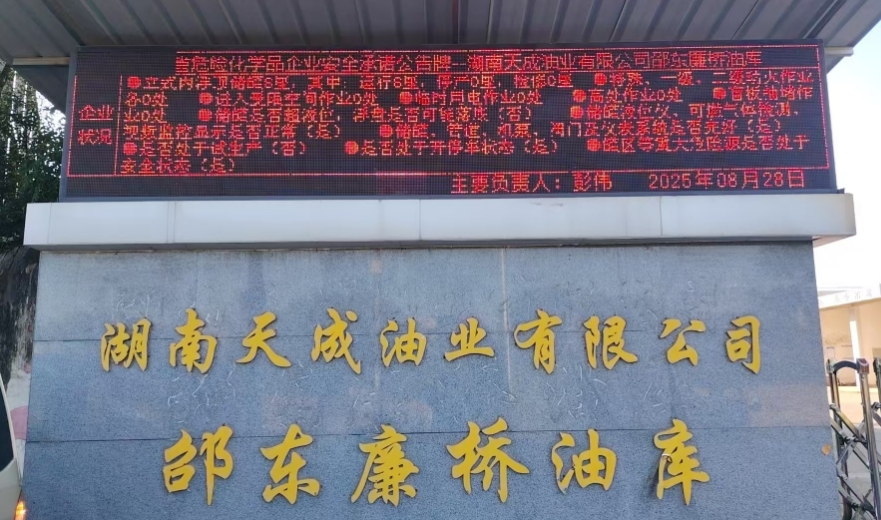 危险化学品企业安全承诺公告牌—湖南天成油业有限公司邵东廉桥油库
企业
状况
立式内浮顶储罐8座，其中，运行8座，停产0座，检修0座 特殊、一级、二级动火作业
各0处 进入受限空间作业0处 临时用电作业0处 高处作业0处 盲板抽堵作
业0处 储罐是否超液位，浮盘是否可能落底（否） 储罐液位仪、可燃气体检测、
视频监控显示是否正常（是） 储罐、管道、机泵、阀门及仪表系统是否完好（是）
是否处于试生产（否） 是否处于开停车状态（是） 罐区等重大危险源是否处于
安全状态（是）
主要负责人：彭伟 2025年08月28日
湖南天成油业有限公司
邵东廉桥油库